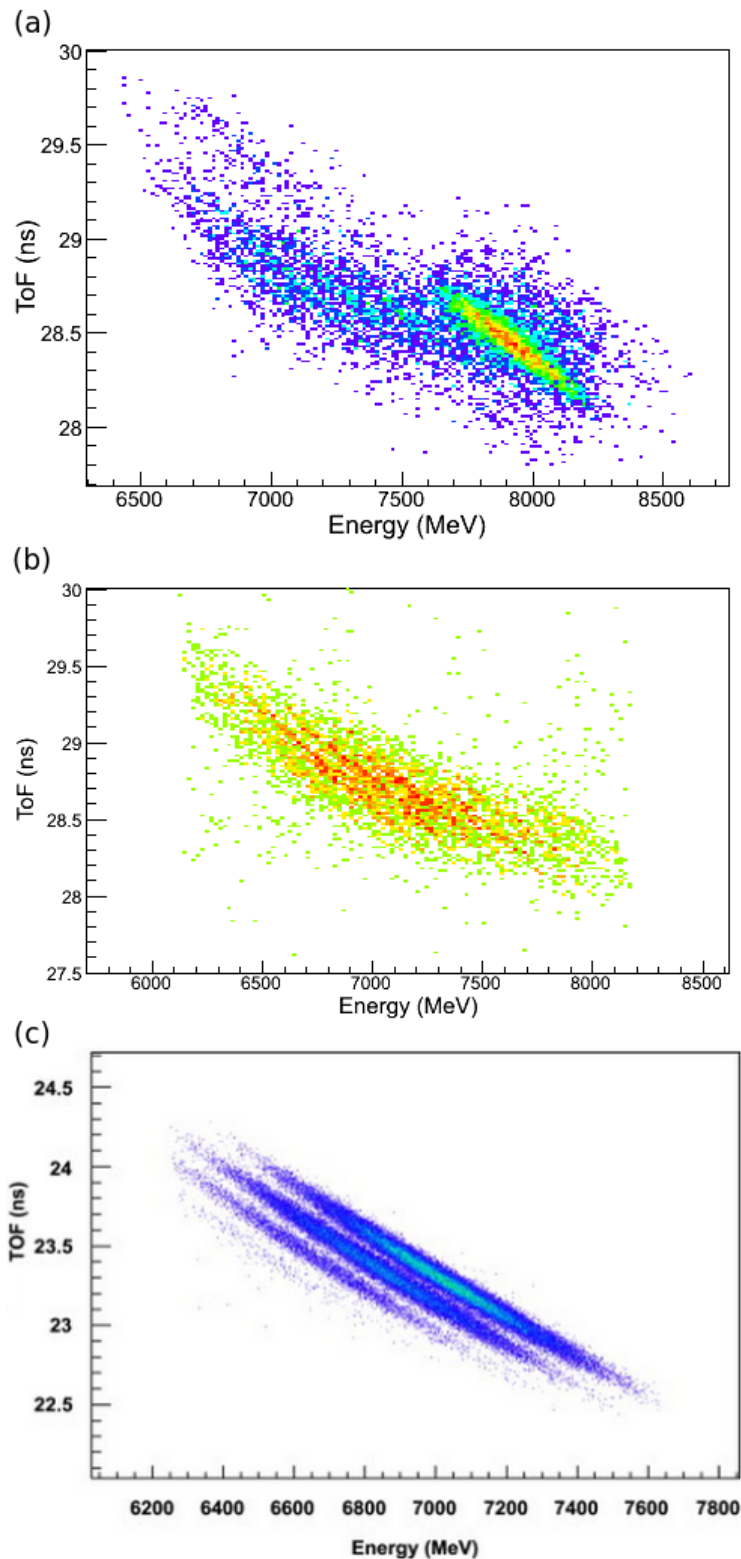 (a)
30
29.5
29
28.5
28
ToF (ns)
6500 7000 7500 8000 8500
Energy (MeV)
(b)
30
29.5
29
28.5
28
27.5
ToF (ns)
6000 6500 7000 7500 8000 8500
Energy (MeV)
(c)
24.5
24
23.5
23
22.5
TOF (ns)
6200 6400 6600 6800 7000 7200 7400 7600 7800
Energy (MeV)